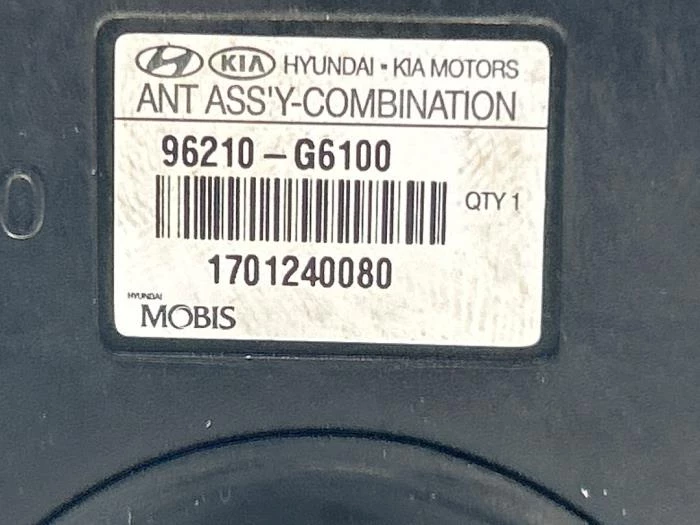 KIA HYUNDAI · KIA MOTORS
ANT ASS'Y-COMBINATION
96210-G6100
QTY 1
1701240080
HYUNDAI
MOBIS